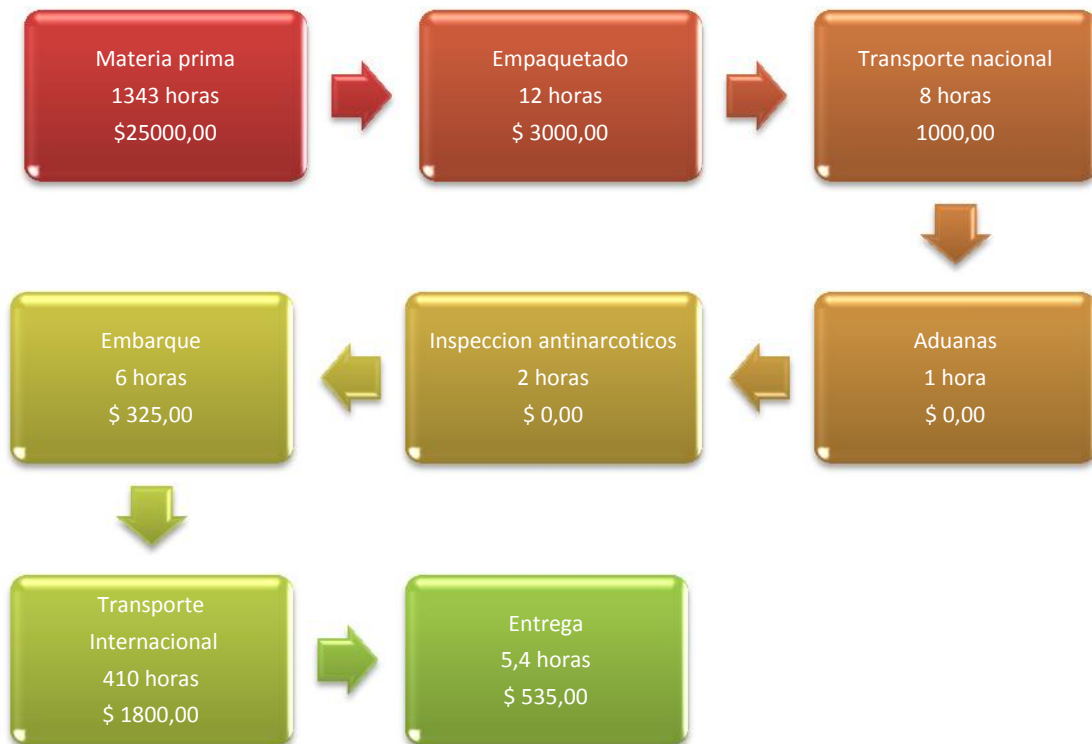 Materia prima
1343 horas
$25000,00
Empaquetado
12 horas
$ 3000,00
Transporte nacional
8 horas
1000,00
Aduanas
1 hora
$ 0,00
Inspeccion antinarcoticos
2 horas
$ 0,00
Embarque
6 horas
$ 325,00
Transporte
Internacional
410 horas
$ 1800,00
Entrega
5,4 horas
$ 535,00